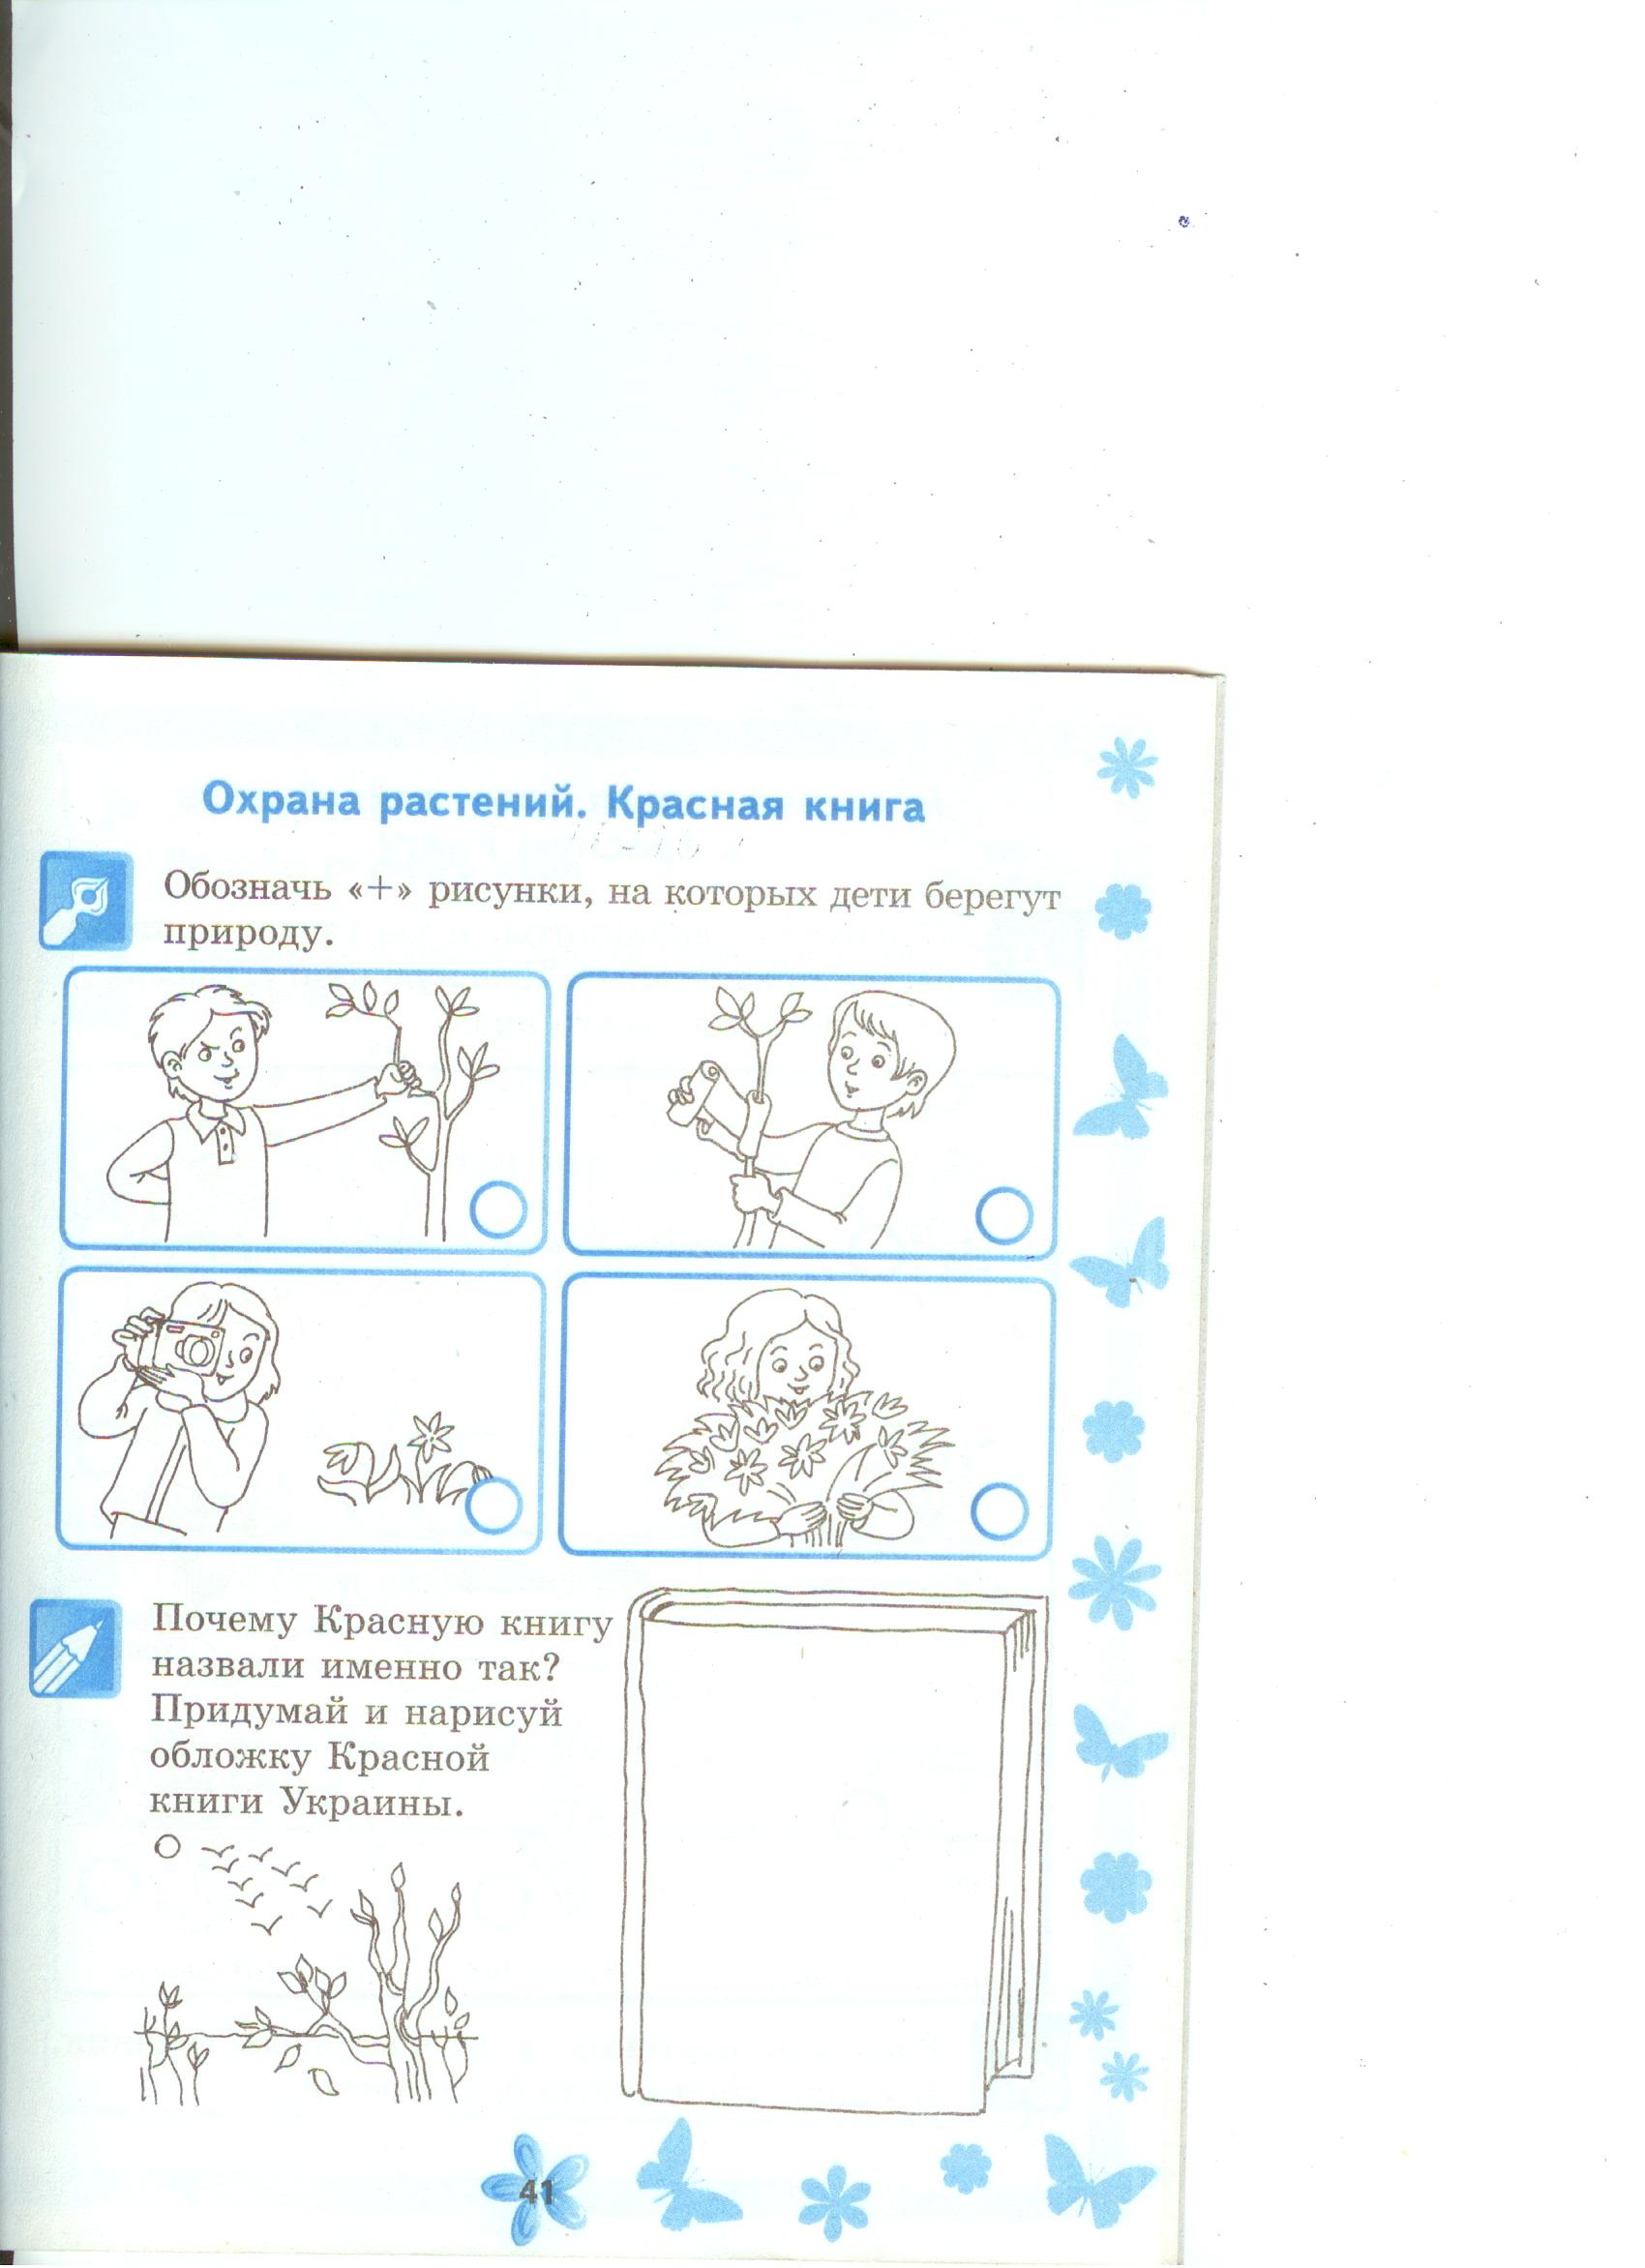 Охрана растений. Красная книга
Обозначь «+» рисунки, на которых дети берегут
природу.
Почему Красную книгу
назвали именно так?
Придумай и нарисуй
обложку Красной
книги Украины.
41